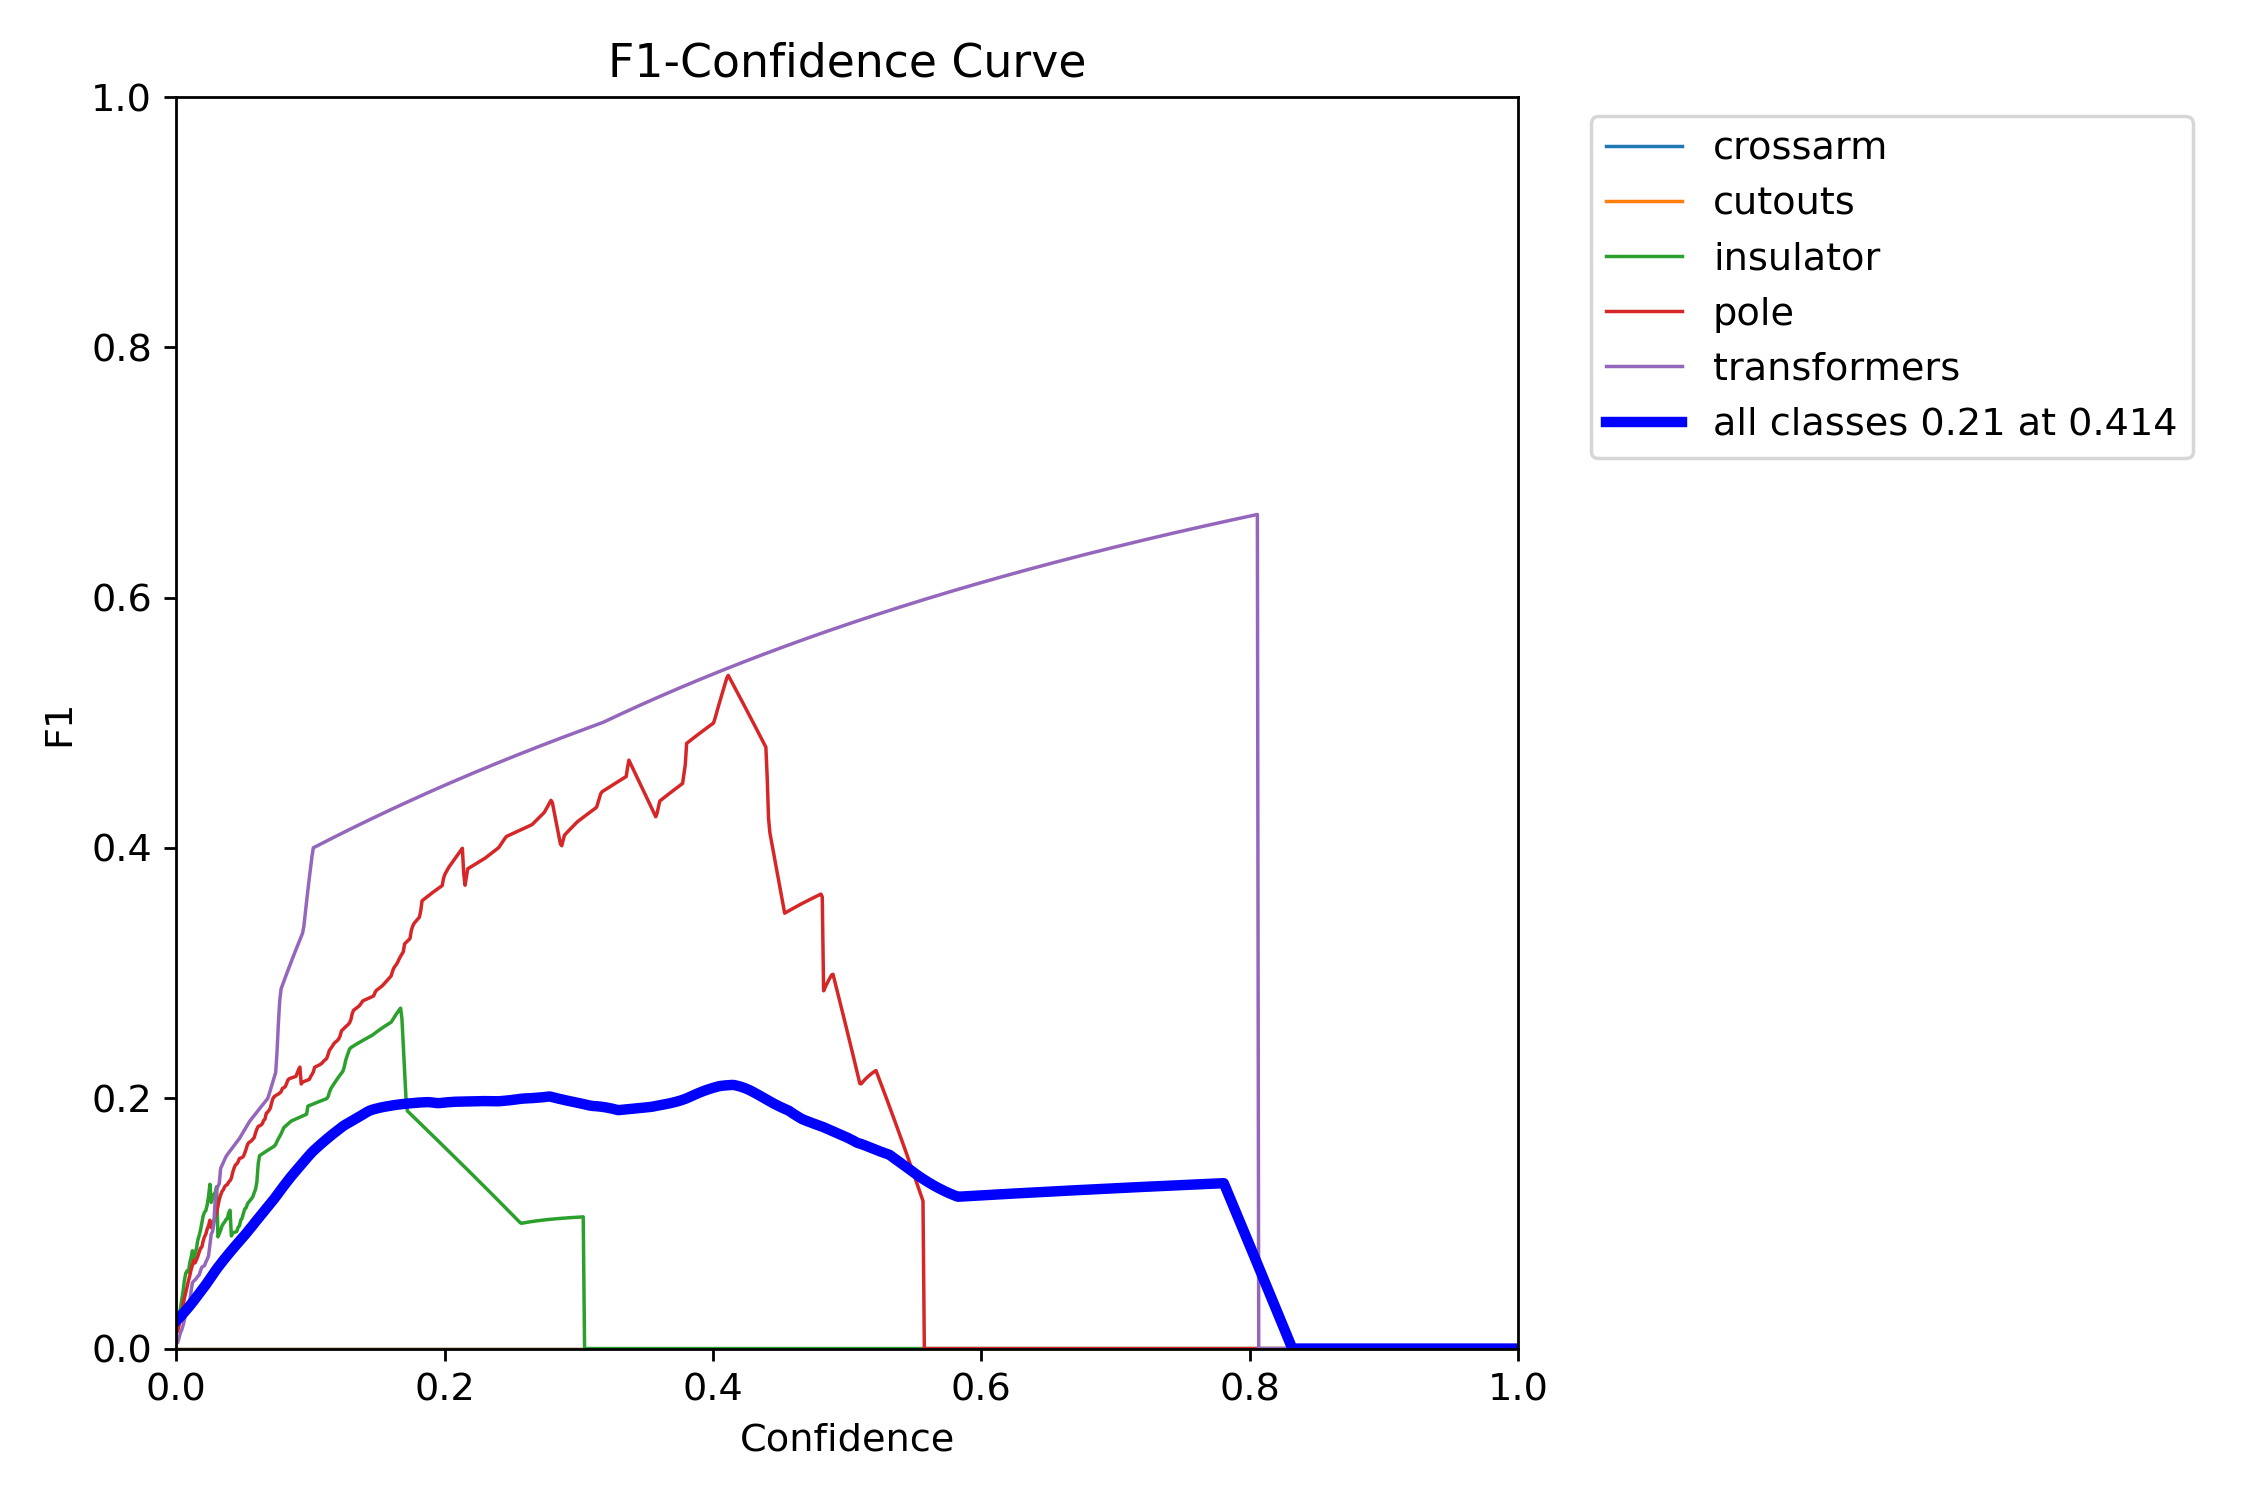 F1-Confidence Curve
1.0
0.8
0.6
0.4
0.2
0.0
F1
0.0 0.2 0.4 0.6 0.8 1.0
Confidence
crossarm
cutouts
insulator
pole
transformers
all classes 0.21 at 0.414